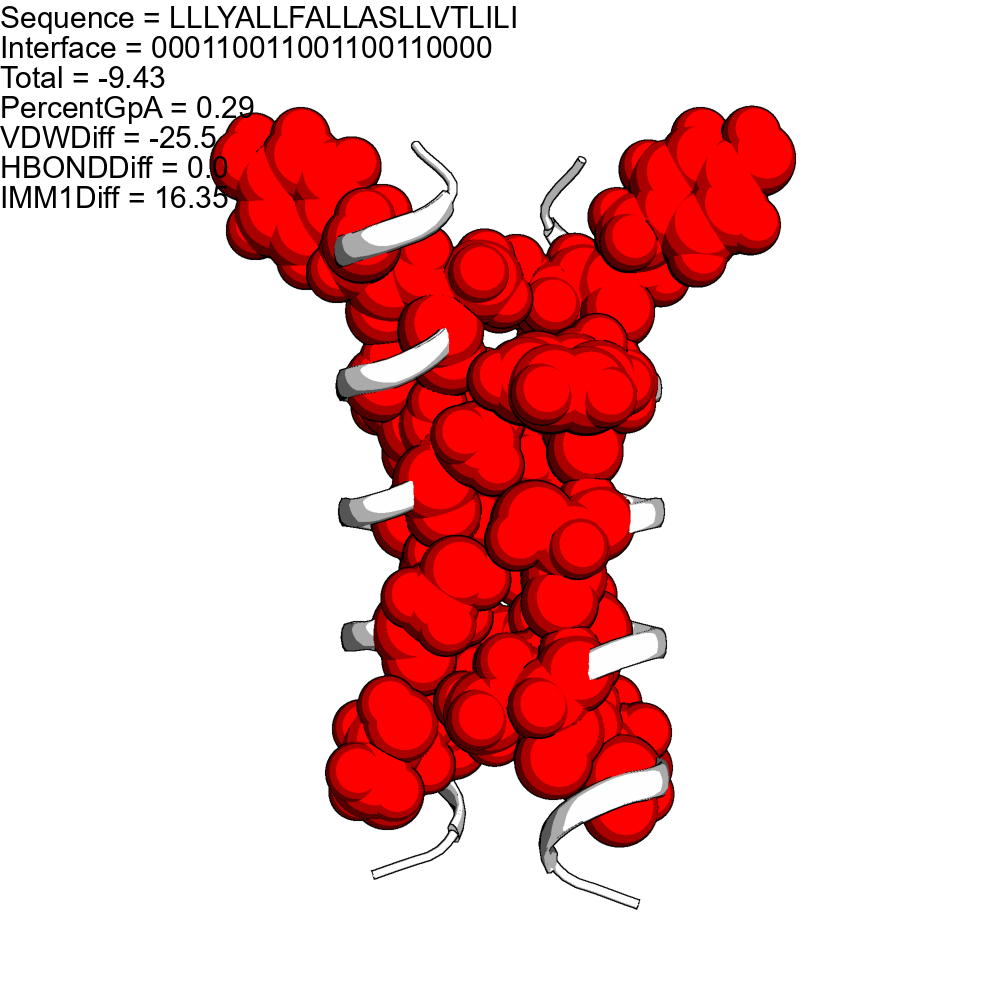 Sequence = LLLYALLFALLASLLVTLILI
Interface = 000110011001100110000
Total = -9.43
PercentGpA = 0.29
VDWDiff = -25.5
HBONDDiff = 0.0
IMM1Diff = 16.35